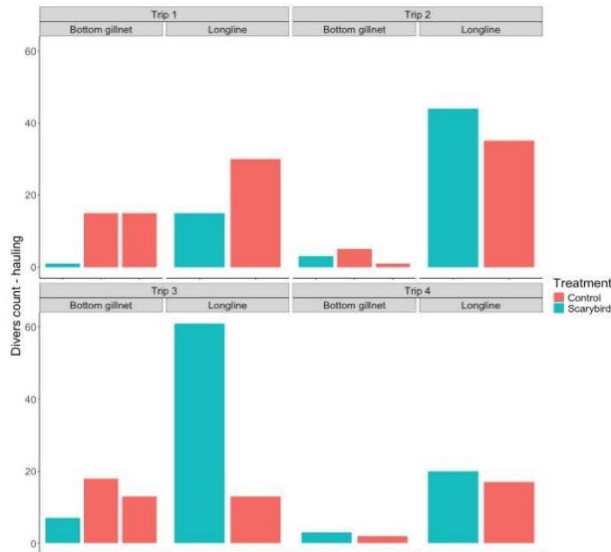 Trip 1
Trip 2
Bottom gillnet
Longline
Bottom gillnet
Longline
60
40
20
0
Divers count - hauling
Trip 3
Trip 4
Bottom gillnet
Longline
Bottom gillnet
Longline
60
40
20
0
Treatment
Control
Scarybird